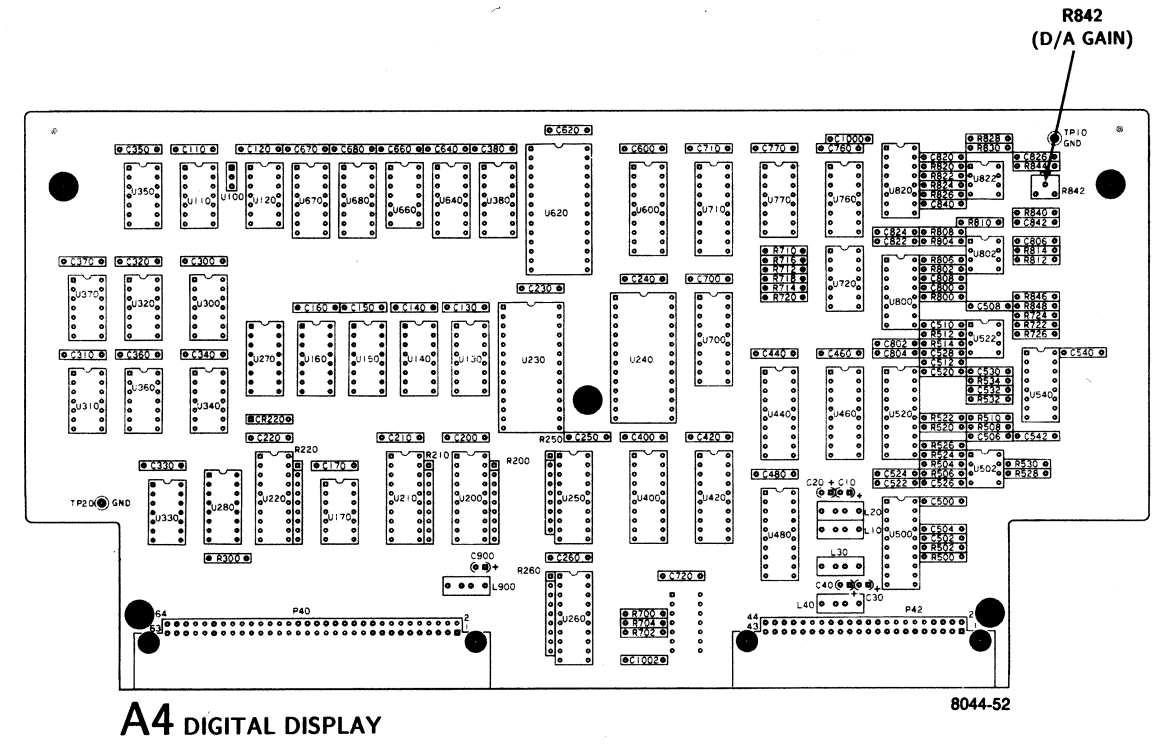 R842
(D/A GAIN)
C620
C1000
R828
R830
TP10
GND
C350
C110
C120
C670
C680
C660
C640
C380
C600
C710
C770
C760
C820
R820
R822
R824
R826
C840
C826
R844
U350
U110
U100
U120
U670
U680
U660
U640
U380
U620
U600
U710
U770
U760
U820
U822
R842
R810
R840
C842
C824
C822
R808
R804
U802
C806
R814
R812
R710
R716
R712
R718
R714
R720
U720
U800
R806
R802
C808
C800
R800
C370
C320
C300
C240
C700
C230
U370
U320
U300
C160
C150
C140
C130
C508
R846
R848
R724
R722
R726
U270
U160
U150
U140
U130
U230
U240
U700
C510
R512
R514
C528
C512
C520
U522
C802
C804
C310
C360
C340
C440
C460
C540
U310
U360
U340
U440
U460
U520
C530
R534
C532
R532
U540
CR220
R522
R520
R510
R508
C506
C542
C220
R220
C210
R210
C200
R200
R250
C250
C400
C420
R526
R524
R504
R506
C526
U502
R530
R528
C330
C170
C480
C524
C522
TP20
GND
U330
U280
U220
U170
U210
U200
U250
U400
U420
U480
C20
+
C10
+
L20
L10
U500
C500
C504
C502
R502
R500
R300
C900
+
L900
C260
R260
U260
C720
L30
C40
+
C30
+
L40
R700
R704
R702
C1002
64
63
P40
2
1
44
43
P42
2
1
8044-52
A4 DIGITAL DISPLAY